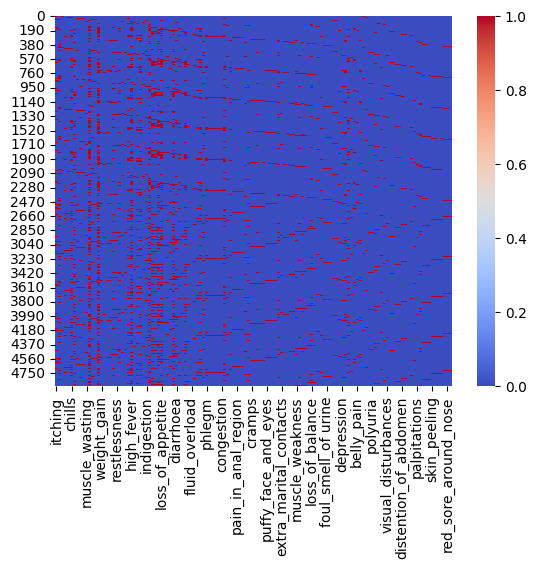 0
190
380
570
760
950
1140
1330
1520
1710
1900
2090
2280
2470
2660
2850
3040
3230
3420
3610
3800
3990
4180
4370
4560
4750
itching
chills
muscle_wasting
weight_gain
restlessness
high_fever
indigestion
loss_of_appetite
diarrhoea
fluid_overload
phlegm
congestion
pain_in_anal_region
cramps
puffy_face_and_eyes
extra_marital_contacts
muscle_weakness
loss_of_balance
foul_smell_of urine
depression
belly_pain
polyuria
visual_disturbances
distention_of_abdomen
palpitations
skin_peeling
red_sore_around_nose
1.0
0.8
0.6
0.4
0.2
0.0